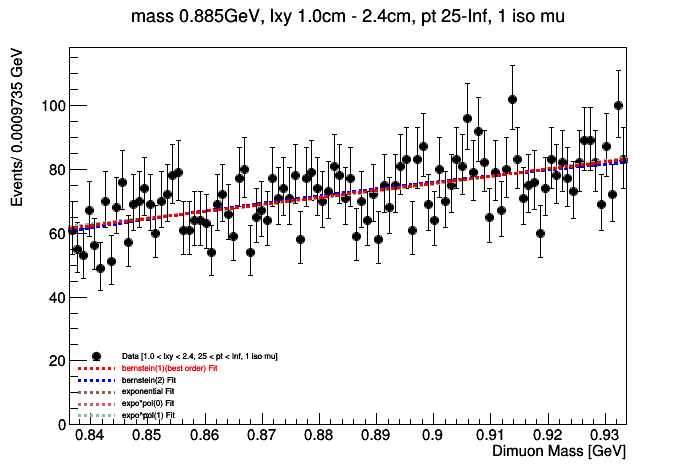 mass 0.885GeV, lxy 1.0cm - 2.4cm, pt 25-Inf, 1 iso mu
Events/ 0.0009735 GeV
100
80
60
40
20
0
Data [1.0 < lxy < 2.4, 25 < pt < Inf, 1 iso mu]
bernstein(1)(best order) Fit
bernstein(2) Fit
exponential Fit
expo*pol(0) Fit
expo*pol(1) Fit
0.84 0.85 0.86 0.87 0.88 0.89 0.9 0.91 0.92 0.93
Dimuon Mass [GeV]